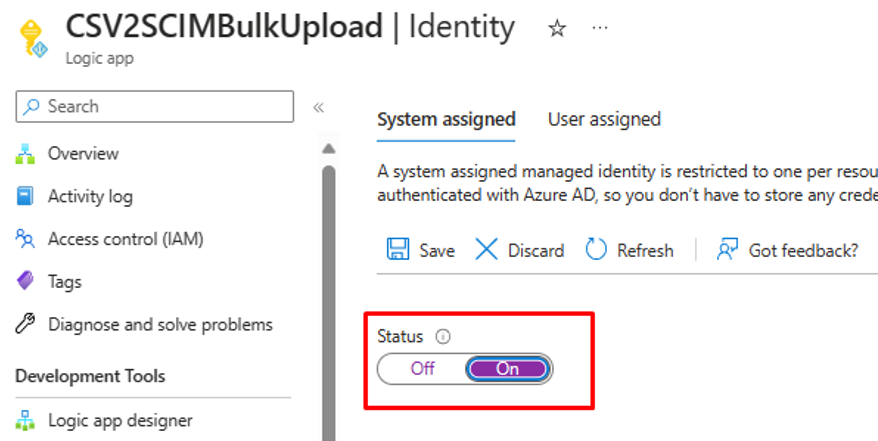 CSV2SCIMBulkUpload | Identity
Logic app
Search
Overview
Activity log
Access control (IAM)
Tags
Diagnose and solve problems
Development Tools
Logic app designer
System assigned
User assigned
A system assigned managed identity is restricted to one per resou
authenticated with Azure AD, so you don't have to store any crede
Save
Discard
Refresh
Got feedback?
Status
Off
On